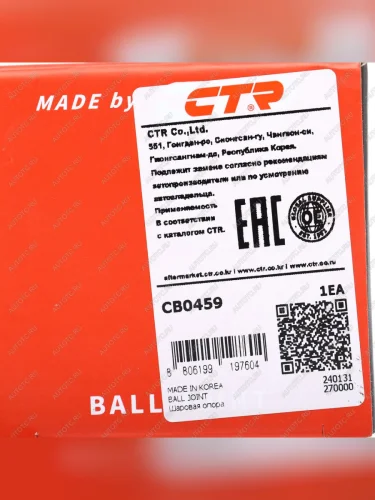 MADE by
CTR®
CTR Co.,Ltd.
551, Гонгдан-ро, Сионгсан-гу, Чангвон-си,
Гионгсангнам-до, Республика Корея.
Подлежит замене согласно рекомендациям
автопроизводителя или по усмотрению
автовладельца.
Применяемость
В соответствии
с каталогом CTR.
EAC
OE
aftermarket.ctr.co.kr | www.ctr.co.kr | ctr.co.ru
CB0459
1EA
8 806199 197604
MADE IN KOREA
BALL JOINT
Шаровая опора
240131
270000
BALL